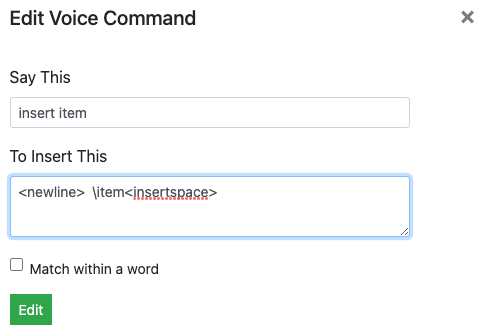 Edit Voice Command
Say This
insert item
To Insert This
<newline>  \item<insertspace>
Match within a word
Edit